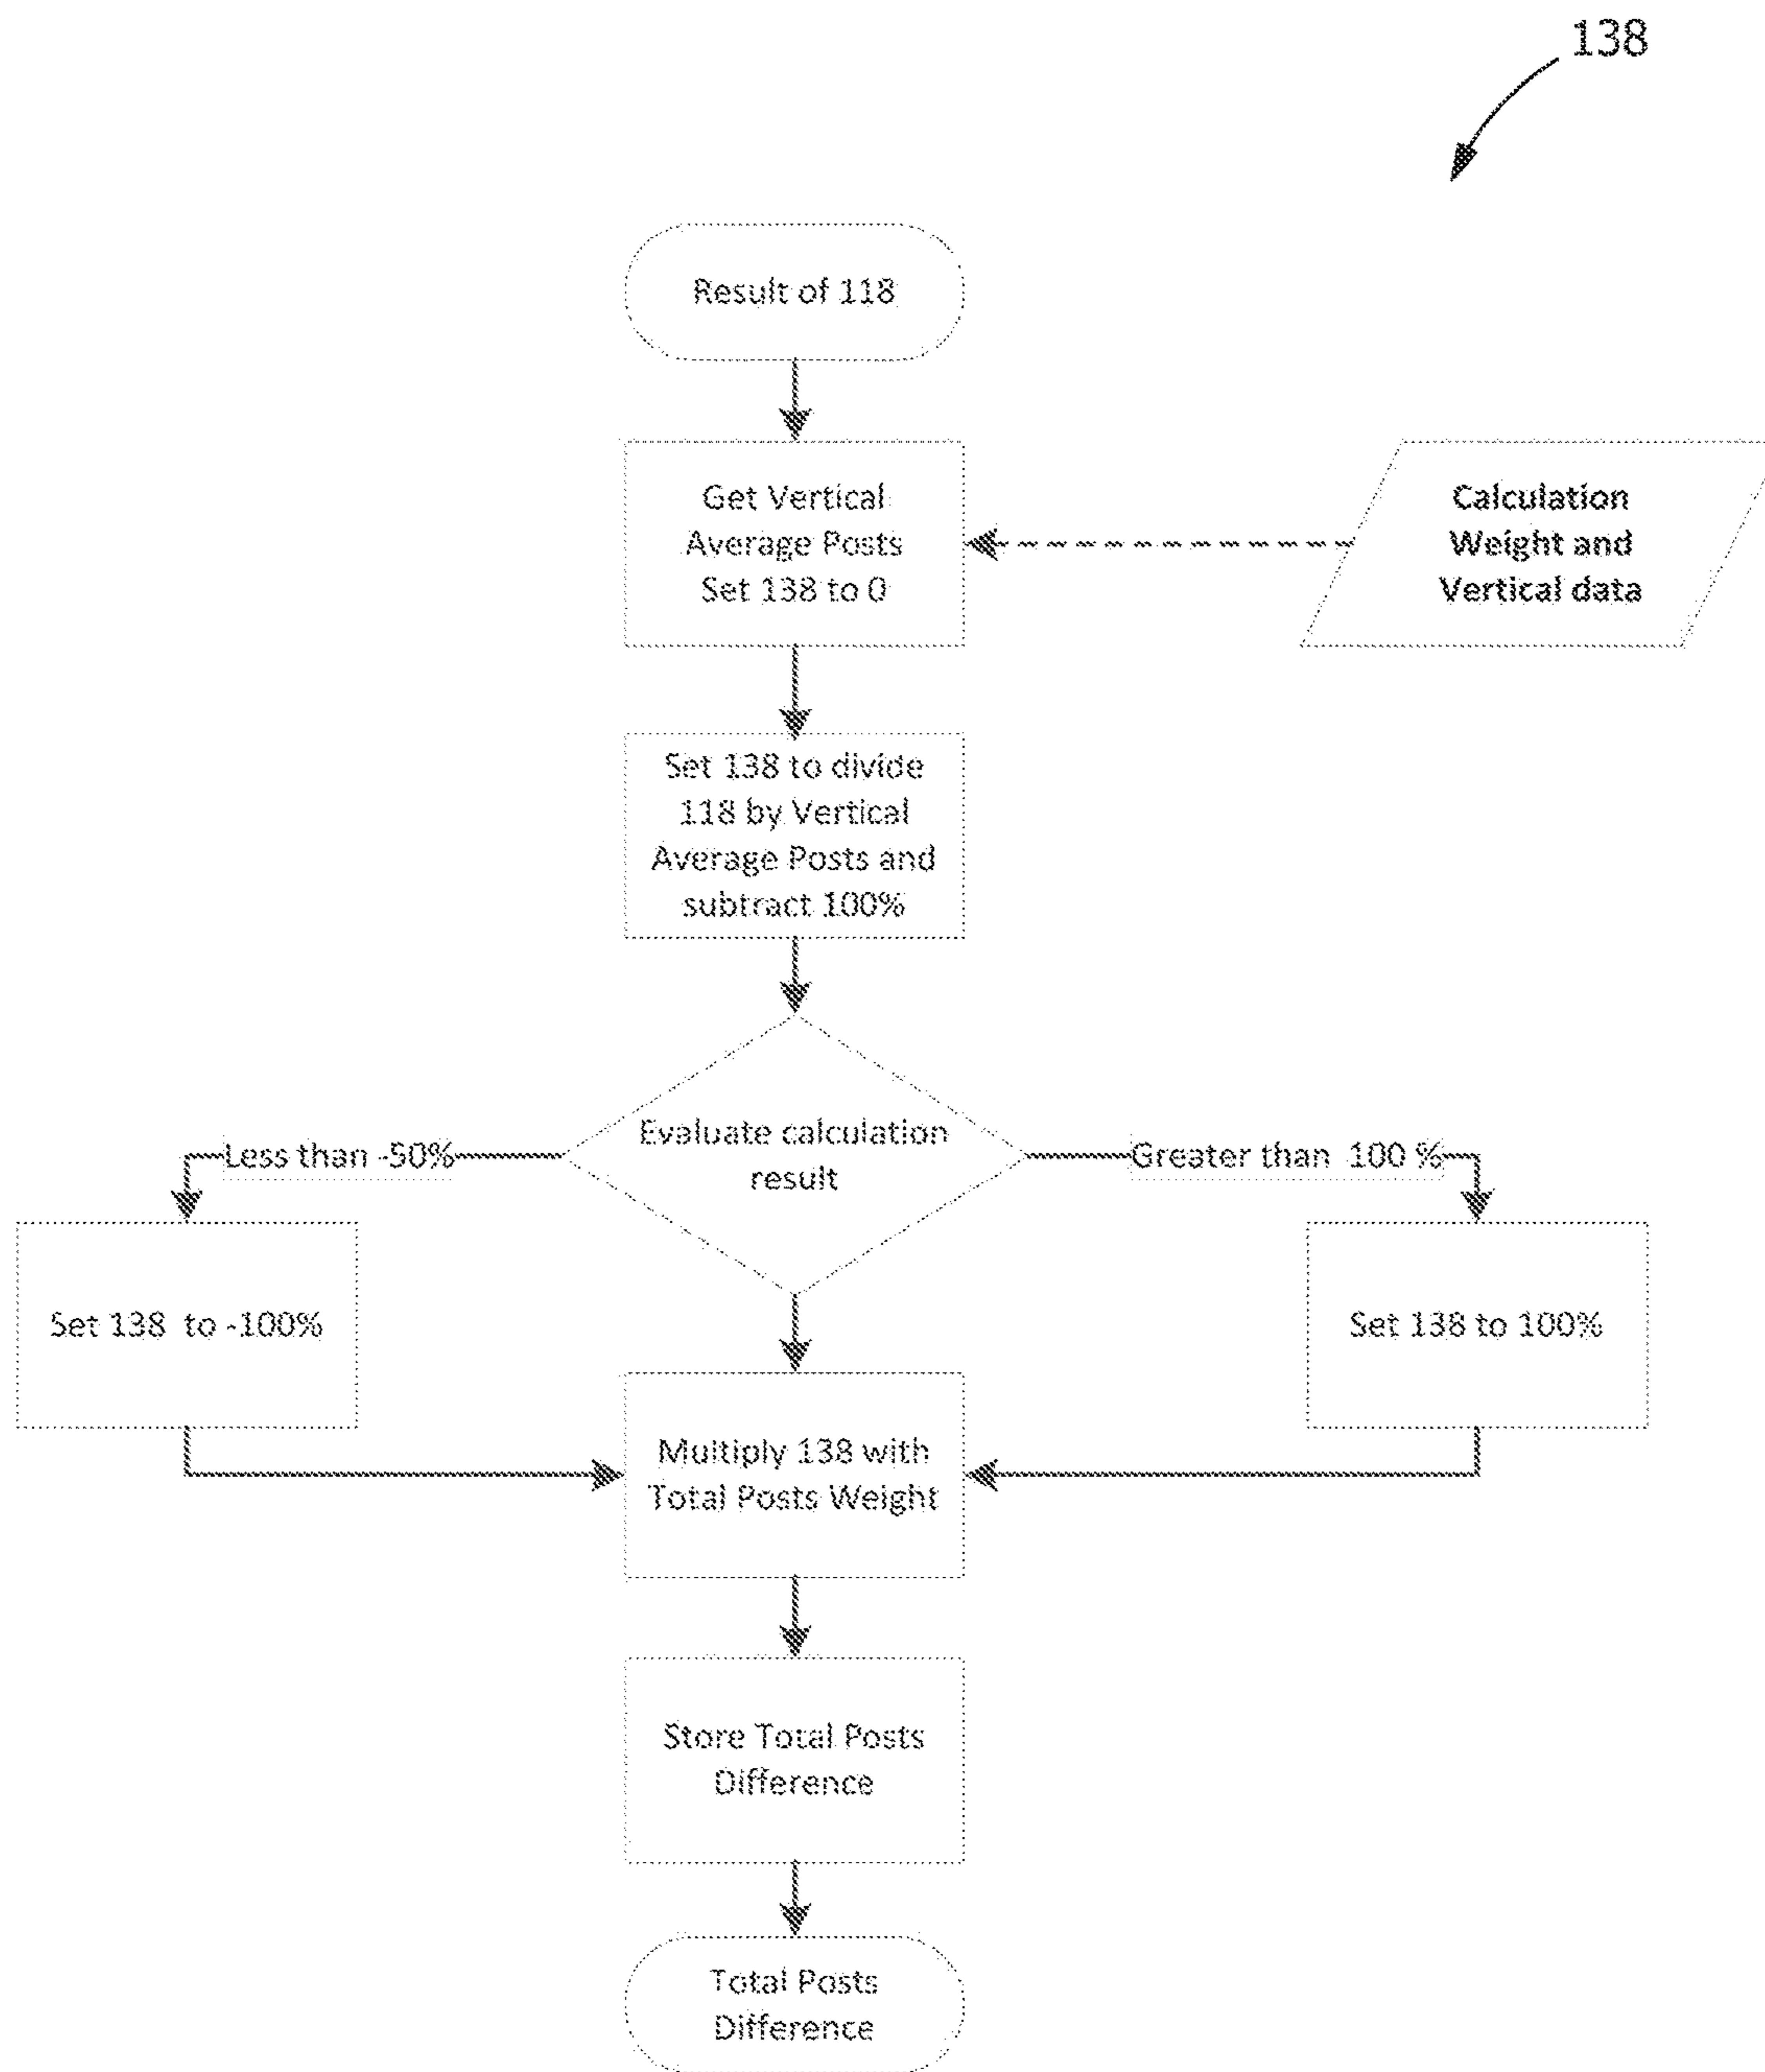 138
Result of 118
Get Vertical
Average Posts
Set 138 to 0
Calculation
Weight and
Vertical data
Set 138 to divide
118 by Vertical
Average Posts and
subtract 100%
Evaluate calculation
result
Less than -50%
Greater than 100 %
Set 138 to -100%
Set 138 to 100%
Multiply 138 with
Total Posts Weight
Store Total Posts
Difference
Total Posts
Difference